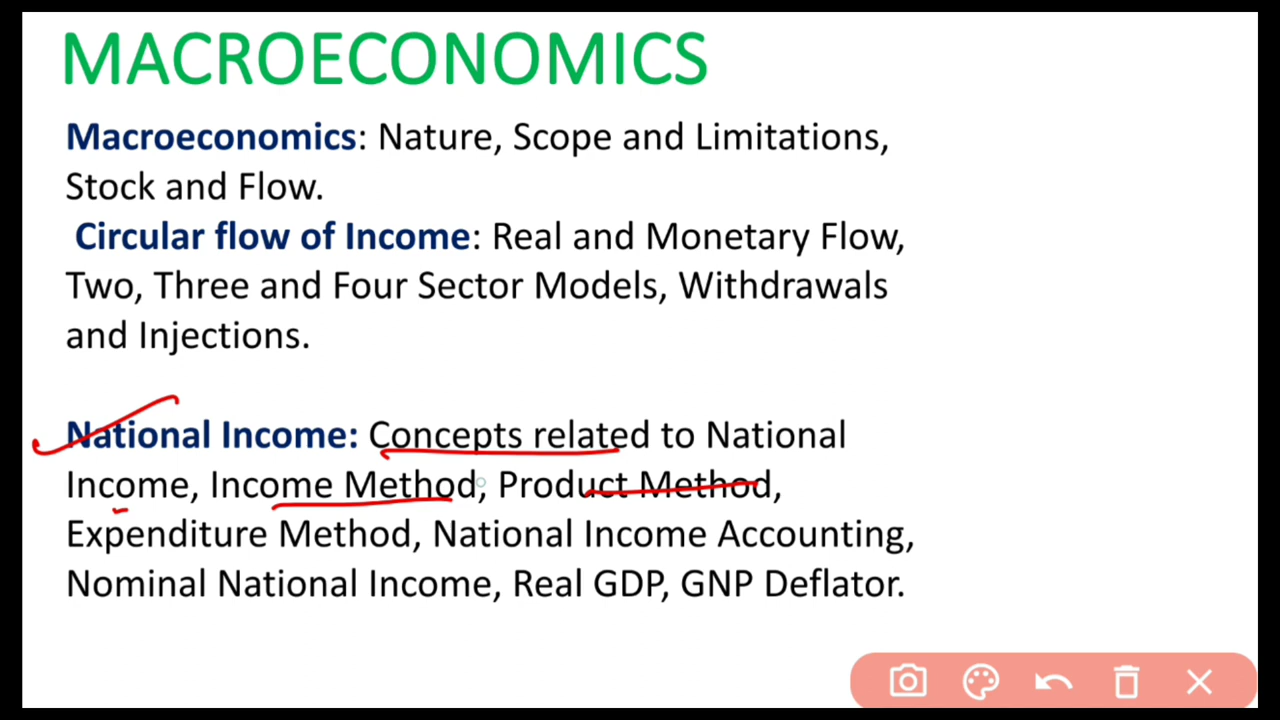 MACROECONOMICS
Macroeconomics: Nature, Scope and Limitations,
Stock and Flow.
Circular flow of Income: Real and Monetary Flow,
Two, Three and Four Sector Models, Withdrawals
and Injections.
National Income: Concepts related to National
Income, Income Method, Product Method,
Expenditure Method, National Income Accounting,
Nominal National Income, Real GDP, GNP Deflator.